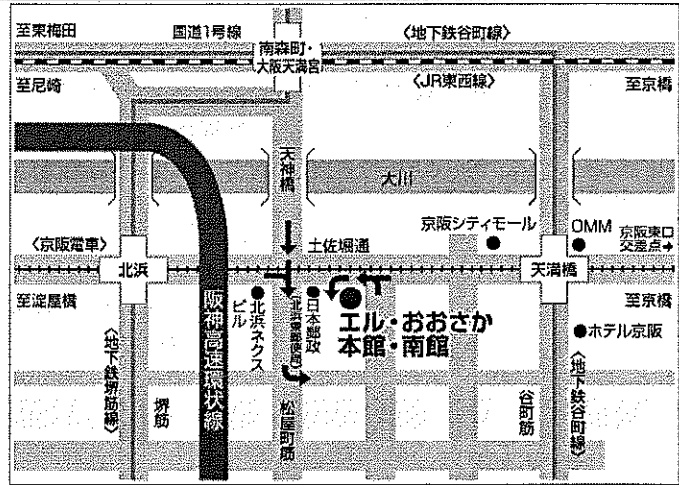 至東梅田
国道1号線
〈地下鉄谷町線〉
南森町・
大阪天満宮
至尼崎
〈JR東西線〉
至京橋
天神橋
大川
京阪シティモール
OMM
京阪東口
交差点→
〈京阪電車〉
北浜
土佐堀通
天満橋
至淀屋橋
至京橋
阪神高速環状線
北浜ネクス
ビル
日本郵政
エル・おおさか
本館・南館
ホテル京阪
〈地下鉄堺筋線〉
堺筋
松屋町筋
谷町筋
〈地下鉄谷町線〉